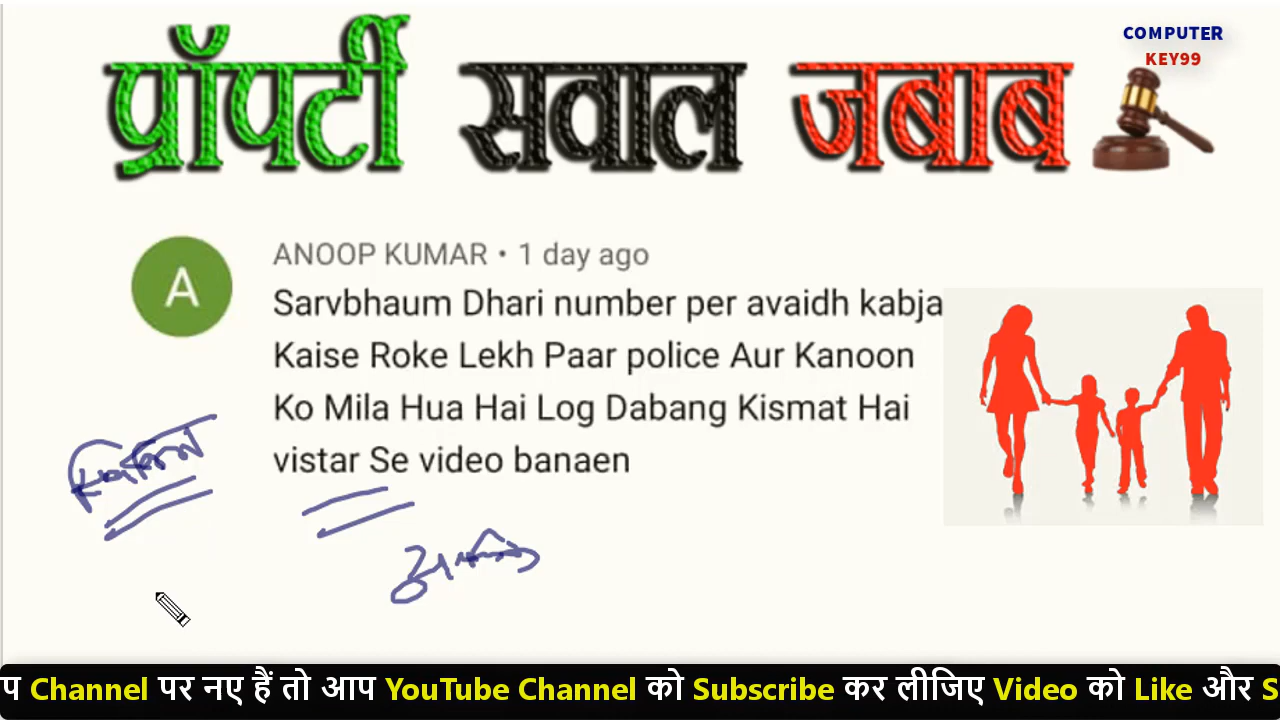 प्रॉपर्टी सवाल जबाब
COMPUTER
KEY99
A
ANOOP KUMAR • 1 day ago
Sarvbhaum Dhari number per avaidh kabja
Kaise Roke Lekh Paar police Aur Kanoon
Ko Mila Hua Hai Log Dabang Kismat Hai
vistar Se video banaen
प Channel पर नए हैं तो आप YouTube Channel को Subscribe कर लीजिए Video को Like और S